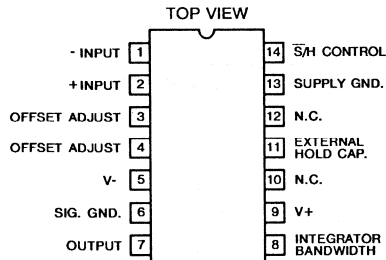 TOP VIEW
- INPUT 1
14 S̅/H CONTROL
+ INPUT 2
13 SUPPLY GND.
OFFSET ADJUST 3
12 N.C.
OFFSET ADJUST 4
11 EXTERNAL
HOLD CAP.
V- 5
10 N.C.
SIG. GND. 6
9 V+
OUTPUT 7
8 INTEGRATOR
BANDWIDTH